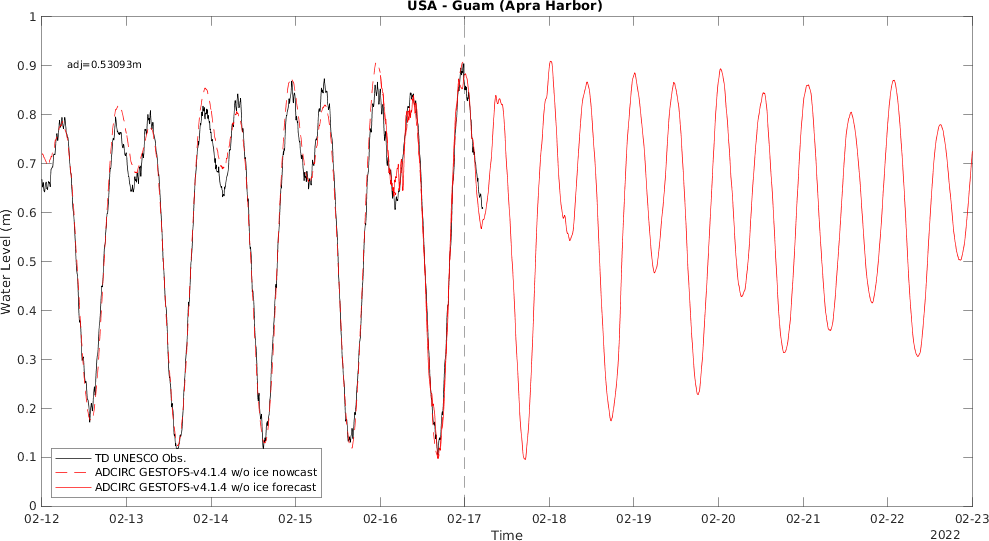 USA - Guam (Apra Harbor)
adj=0.53093m
1
0.9
0.8
0.7
0.6
0.5
0.4
0.3
0.2
0.1
0
Water Level (m)
TD UNESCO Obs.
ADCIRC GESTOFS-v4.1.4 w/o ice nowcast
ADCIRC GESTOFS-v4.1.4 w/o ice forecast
02-12 02-13 02-14 02-15 02-16 02-17 02-18 02-19 02-20 02-21 02-22 02-23
Time
2022